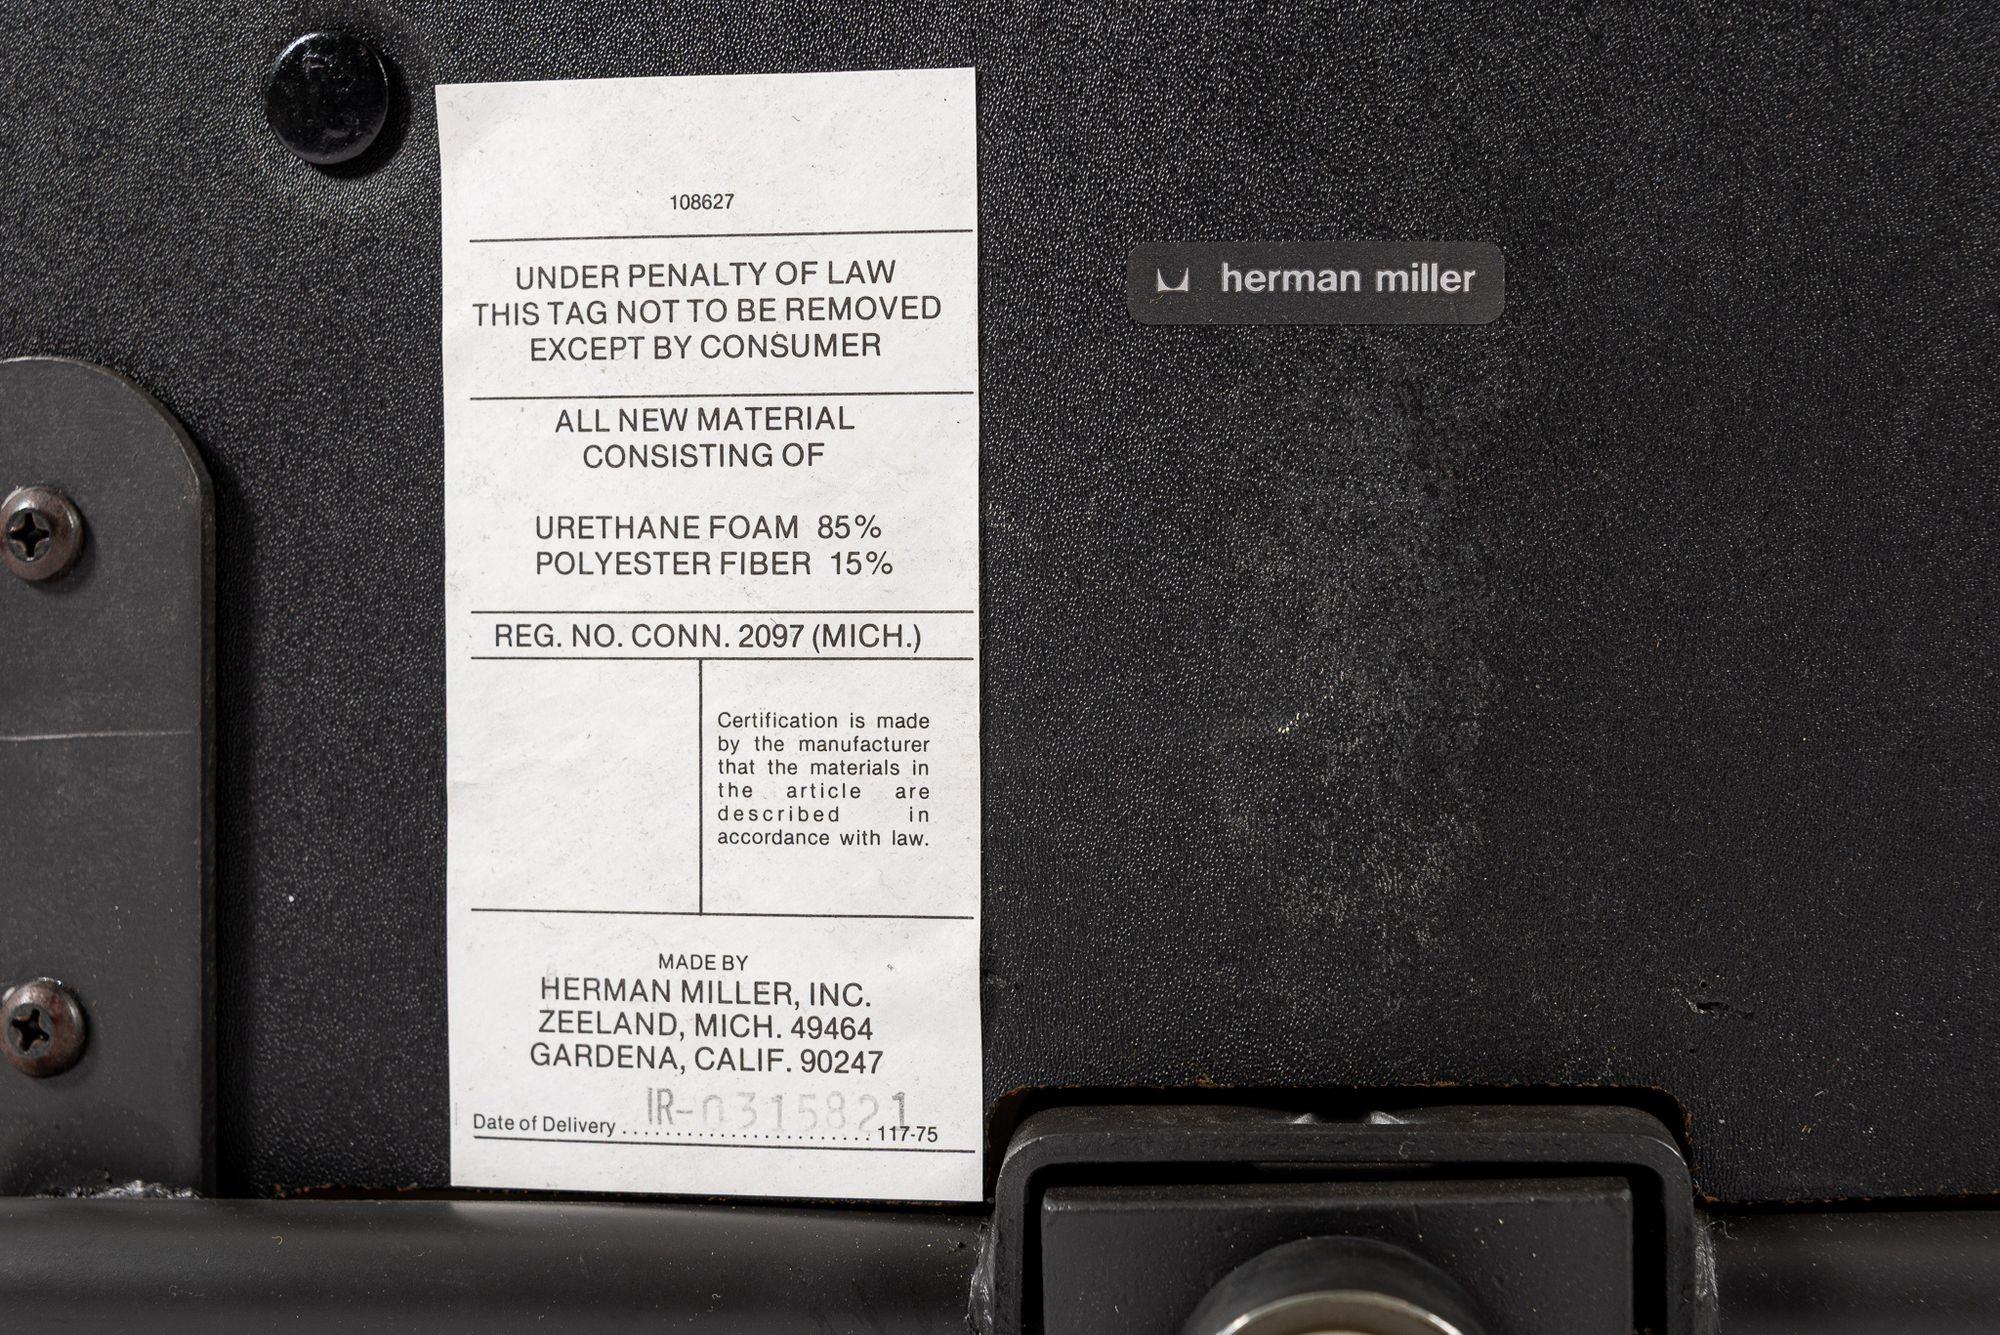 108627
UNDER PENALTY OF LAW
THIS TAG NOT TO BE REMOVED
EXCEPT BY CONSUMER
ALL NEW MATERIAL
CONSISTING OF
URETHANE FOAM 85%
POLYESTER FIBER 15%
REG. NO. CONN. 2097 (MICH.)
Certification is made
by the manufacturer
that the materials in
the article are
described in
accordance with law.
MADE BY
HERMAN MILLER, INC.
ZEELAND, MICH. 49464
GARDENA, CALIF. 90247
IR-0315821
Date of Delivery ........................ 117-75
herman miller